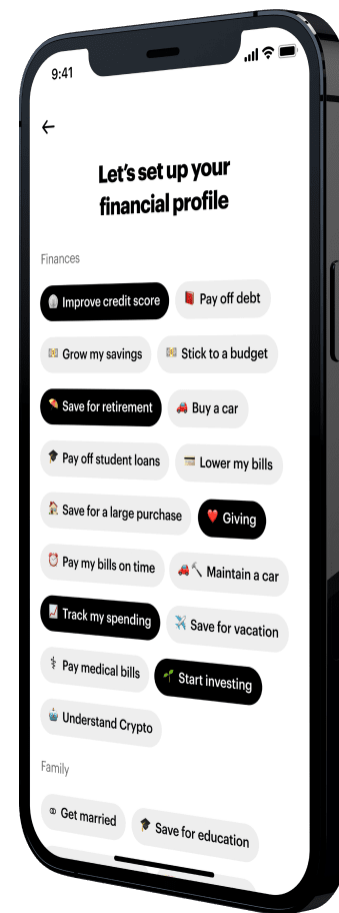 9:41
Let's set up your
financial profile
Finances
Improve credit score
Pay off debt
Grow my savings
Stick to a budget
Save for retirement
Buy a car
Pay off student loans
Lower my bills
Save for a large purchase
Giving
Pay my bills on time
Maintain a car
Track my spending
Save for vacation
Pay medical bills
Start investing
Understand Crypto
Family
Get married
Save for education